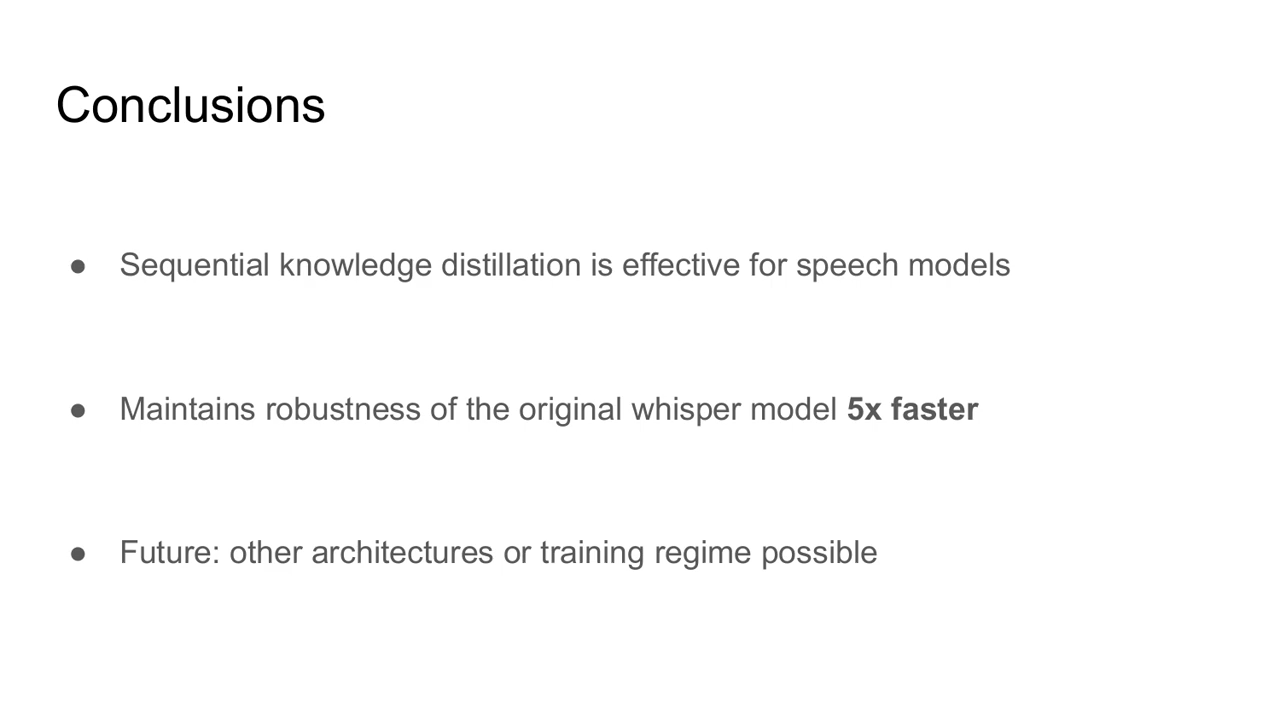 Conclusions
● Sequential knowledge distillation is effective for speech models
● Maintains robustness of the original whisper model 5x faster
● Future: other architectures or training regime possible